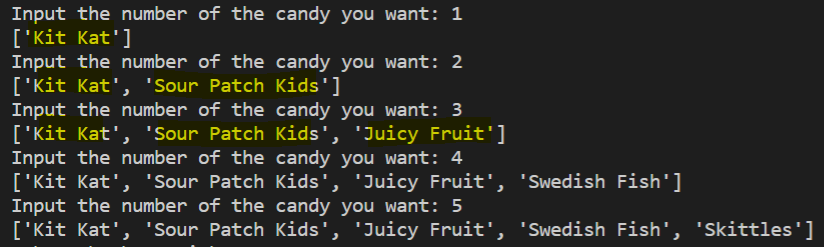 Input the number of the candy you want: 1
['Kit Kat']
Input the number of the candy you want: 2
['Kit Kat', 'Sour Patch Kids']
Input the number of the candy you want: 3
['Kit Kat', 'Sour Patch Kids', 'Juicy Fruit']
Input the number of the candy you want: 4
['Kit Kat', 'Sour Patch Kids', 'Juicy Fruit', 'Swedish Fish']
Input the number of the candy you want: 5
['Kit Kat', 'Sour Patch Kids', 'Juicy Fruit', 'Swedish Fish', 'Skittles']